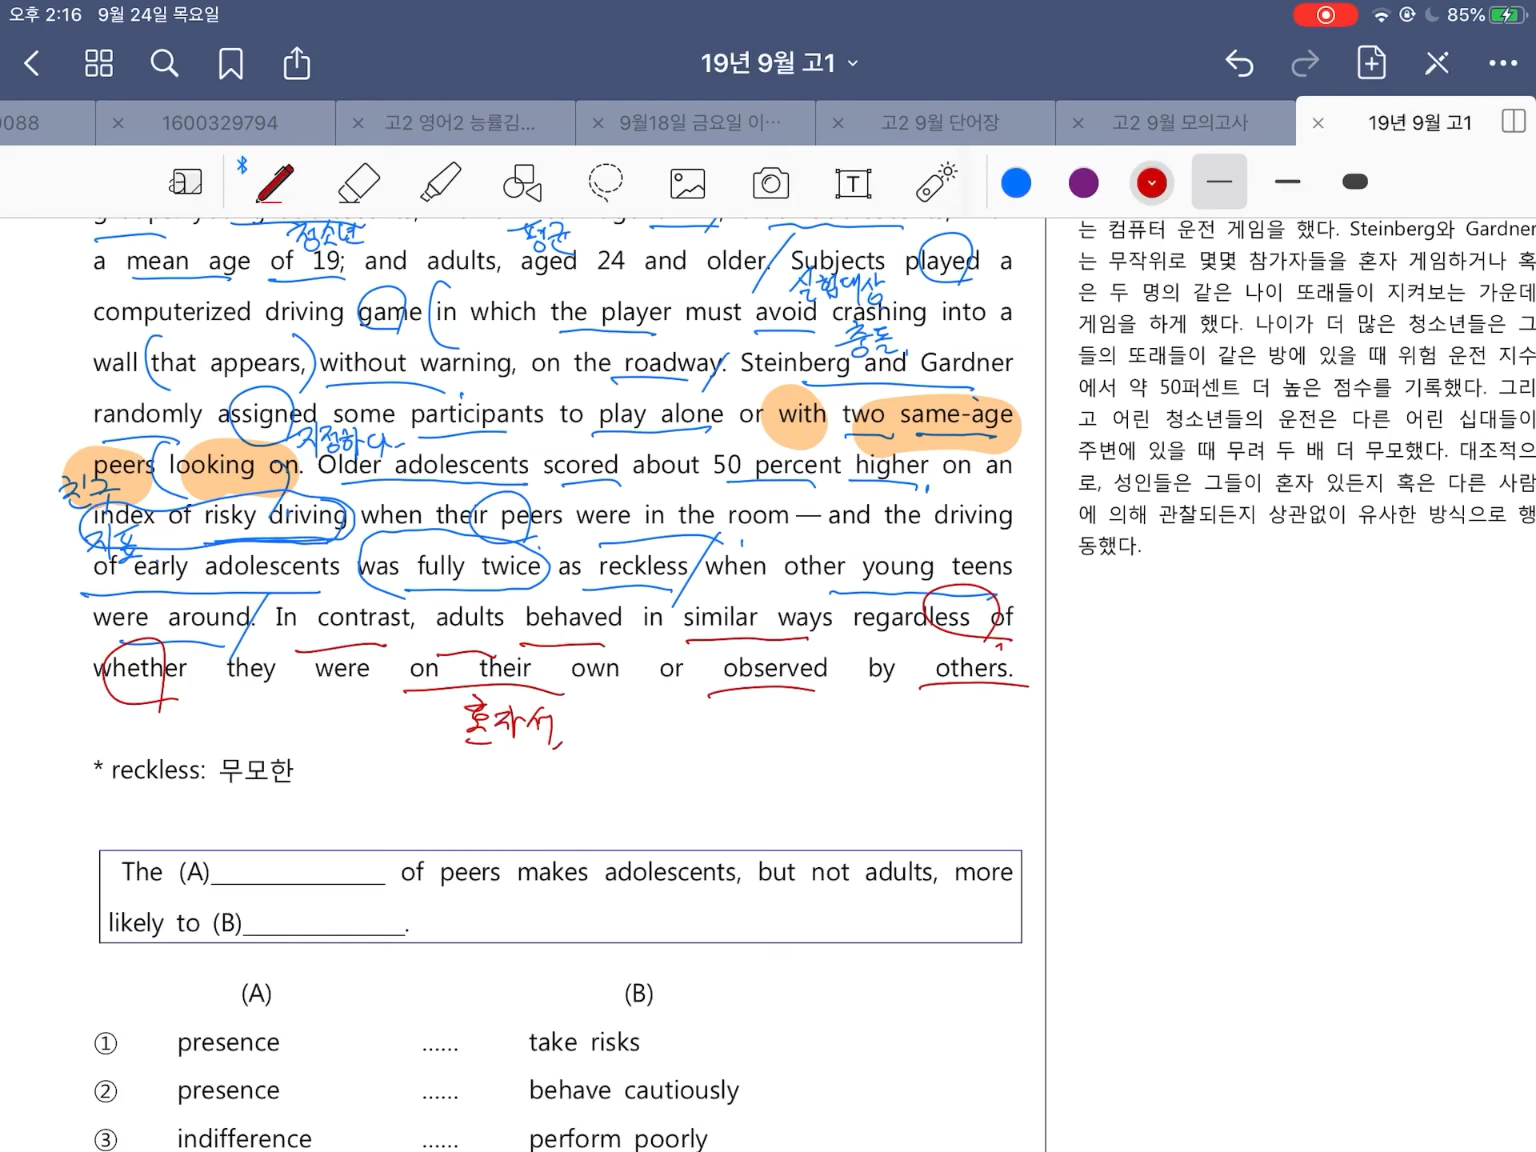 오후 2:16 9월 24일 목요일
85%
19년 9월 고1
0088
1600329794
고2 영어2 능률김...
9월18일 금요일 이...
고2 9월 단어장
고2 9월 모의고사
19년 9월 고1
청소년
평균
a mean age of 19; and adults, aged 24 and older. Subjects played a
실험대상
computerized driving game in which the player must avoid crashing into a
충돌
wall that appears, without warning, on the roadway. Steinberg and Gardner
randomly assigned some participants to play alone or with two same-age
지정하다
peers looking on. Older adolescents scored about 50 percent higher on an
친구
index of risky driving when their peers were in the room — and the driving
지표
of early adolescents was fully twice as reckless when other young teens
were around. In contrast, adults behaved in similar ways regardless of
whether they were on their own or observed by others.
혼자서
* reckless: 무모한
The (A)____________ of peers makes adolescents, but not adults, more
likely to (B)____________.
(A) (B)
① presence ...... take risks
② presence ...... behave cautiously
③ indifference ...... perform poorly
는 컴퓨터 운전 게임을 했다. Steinberg와 Gardner
는 무작위로 몇몇 참가자들을 혼자 게임하거나 혹
은 두 명의 같은 나이 또래들이 지켜보는 가운데
게임을 하게 했다. 나이가 더 많은 청소년들은 그
들의 또래들이 같은 방에 있을 때 위험 운전 지수
에서 약 50퍼센트 더 높은 점수를 기록했다. 그리
고 어린 청소년들의 운전은 다른 어린 십대들이
주변에 있을 때 무려 두 배 더 무모했다. 대조적으
로, 성인들은 그들이 혼자 있든지 혹은 다른 사람
에 의해 관찰되든지 상관없이 유사한 방식으로 행
동했다.